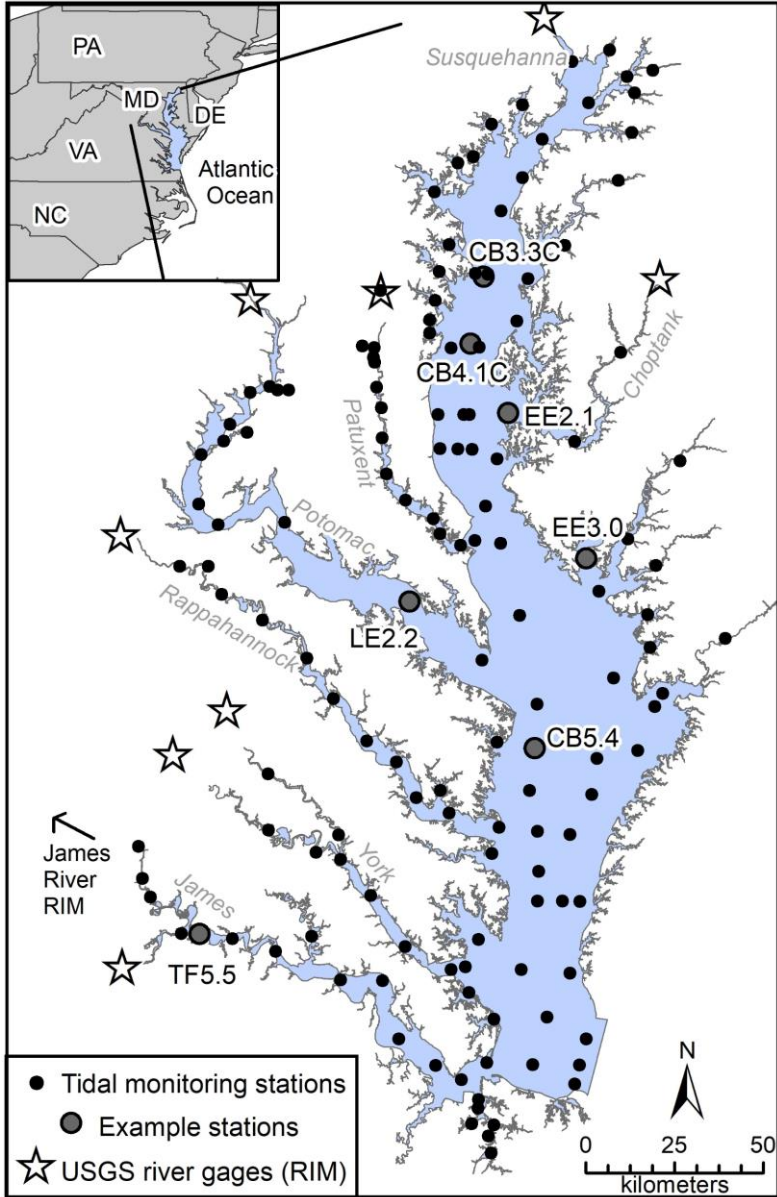 PA
MD
DE
VA
NC
Atlantic
Ocean
Susquehanna
CB3.3C
CB4.1C
Choptank
EE2.1
Patuxent
EE3.0
Potomac
LE2.2
Rappahannock
CB5.4
York
James
River
RIM
James
TF5.5
Tidal monitoring stations
Example stations
USGS river gages (RIM)
N
0 25 50
kilometers